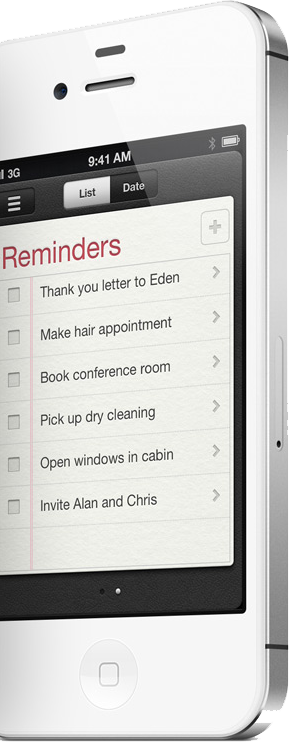 3G
9:41 AM
List
Date
Reminders
Thank you letter to Eden
Make hair appointment
Book conference room
Pick up dry cleaning
Open windows in cabin
Invite Alan and Chris